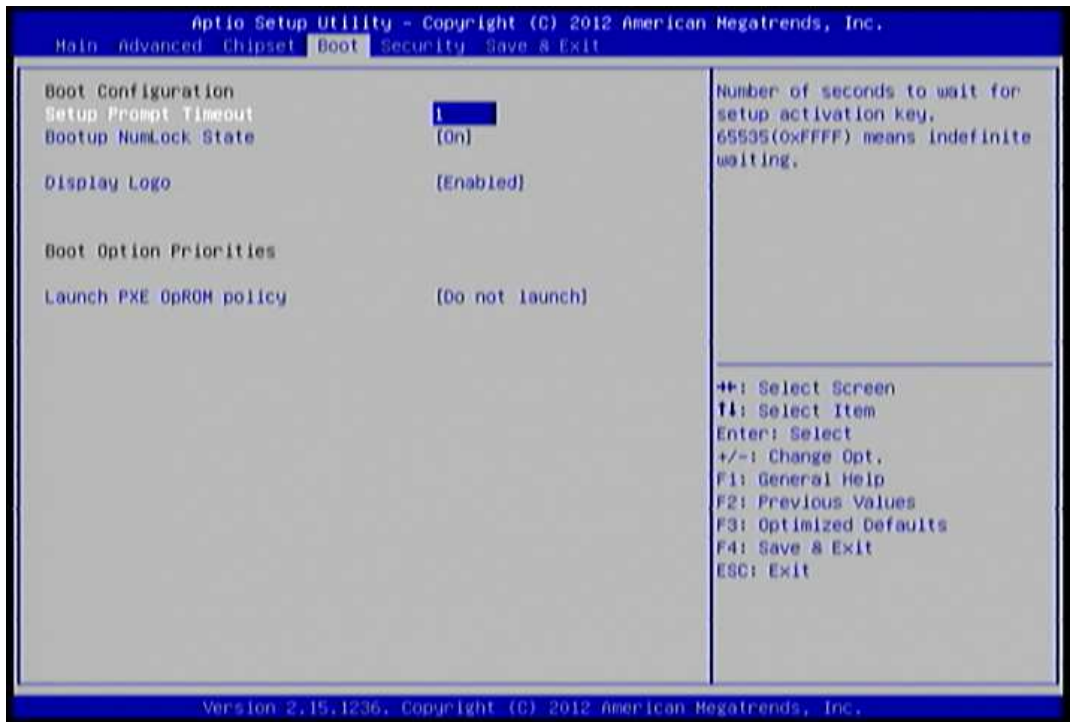 Aptio Setup Utility - Copyright (C) 2012 American Megatrends, Inc.
Main Advanced Chipset Boot Security Save & Exit
Boot Configuration
Setup Prompt Timeout 1
Bootup NumLock State [On]
Display Logo [Enabled]
Boot Option Priorities
Launch PXE OpROM policy [Do not launch]
Number of seconds to wait for
setup activation key.
65535(0xFFFF) means indefinite
waiting.
→←: Select Screen
↑↓: Select Item
Enter: Select
+/-: Change Opt.
F1: General Help
F2: Previous Values
F3: Optimized Defaults
F4: Save & Exit
ESC: Exit
Version 2.15.1236. Copyright (C) 2012 American Megatrends, Inc.